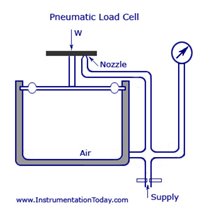 Pneumatic Load Cell
W
Nozzle
Air
Supply
www.InstrumentationToday.com